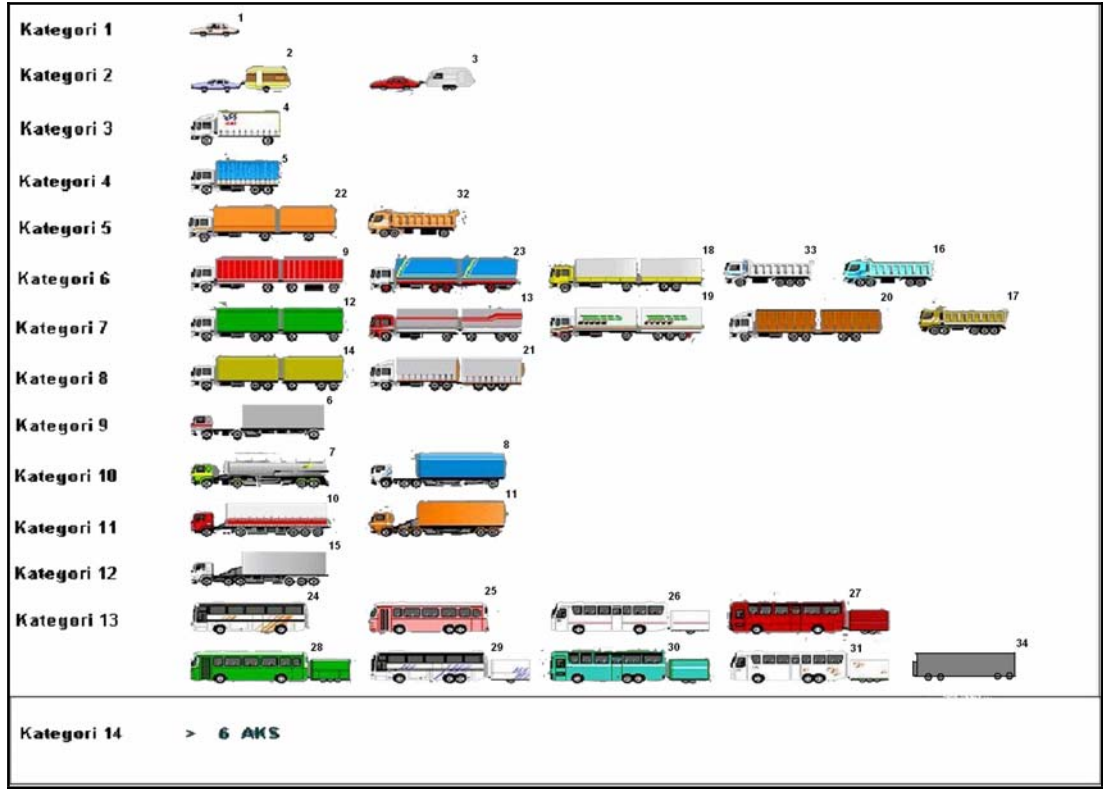 Kategori 1 1
Kategori 2 2 3
Kategori 3 4
Kategori 4 5
Kategori 5 22 32
Kategori 6 9 23 18 33 16
Kategori 7 12 13 19 20 17
Kategori 8 14 21
Kategori 9 6
Kategori 10 7 8
Kategori 11 10 11
Kategori 12 15
Kategori 13 24 25 26 27
28 29 30 31 34
Kategori 14 > 6 AKS